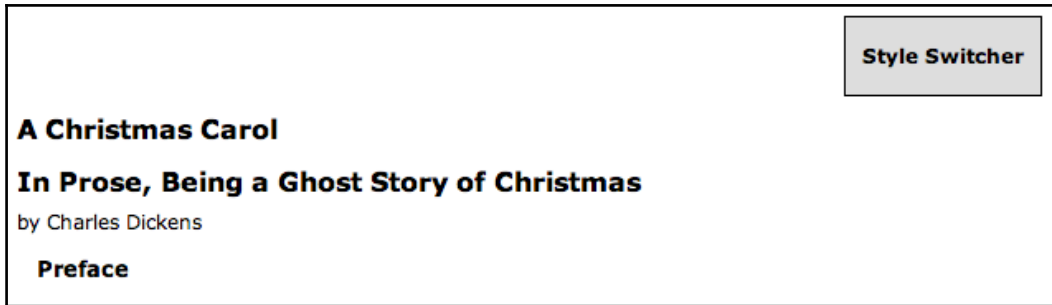 Style Switcher
A Christmas Carol
In Prose, Being a Ghost Story of Christmas
by Charles Dickens
Preface